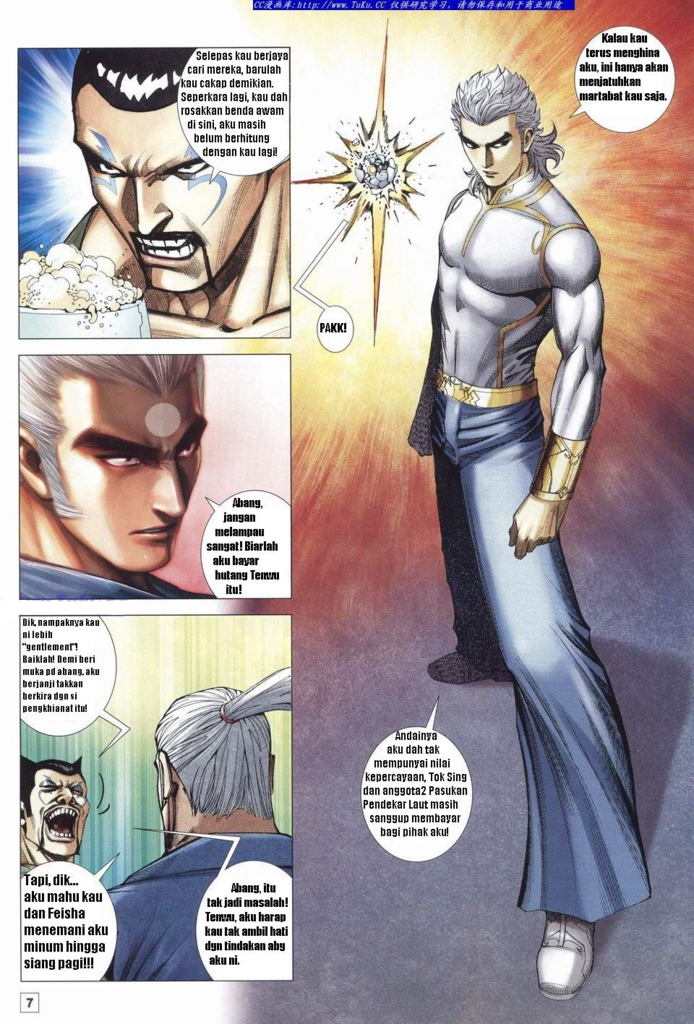 CC漫画库:http://www.TuKu.CC 仅供研究学习，请勿保存和用于商业用途
Selepas kau berjaya
cari mereka, barulah
kau cakap demikian.
Seperkara lagi, kau dah
rosakkan benda awam
di sini, aku masih
belum berhitung
dengan kau lagi!
Kalau kau
terus menghina
aku, ini hanya akan
menjatuhkan
martabat kau saja.
PAKK!
Abang,
jangan
melampau
sangat! Biarlah
aku bayar
hutang Tenwu
itu!
Dik, nampaknya kau
ni lebih
"gentlement"!
Baiklah! Demi beri
muka pd abang, aku
berjanji takkan
berkira dgn si
pengkhianat itu!
Tapi, dik...
aku mahu kau
dan Feisha
menemani aku
minum hingga
siang pagi!!!
Abang, itu
tak jadi masalah!
Tenwu, aku harap
kau tak ambil hati
dgn tindakan abg
aku ni.
Andainya
aku dah tak
mempunyai nilai
kepercayaan, Tok Sing
dan anggota2 Pasukan
Pendekar Laut masih
sanggup membayar
bagi pihak aku!
7